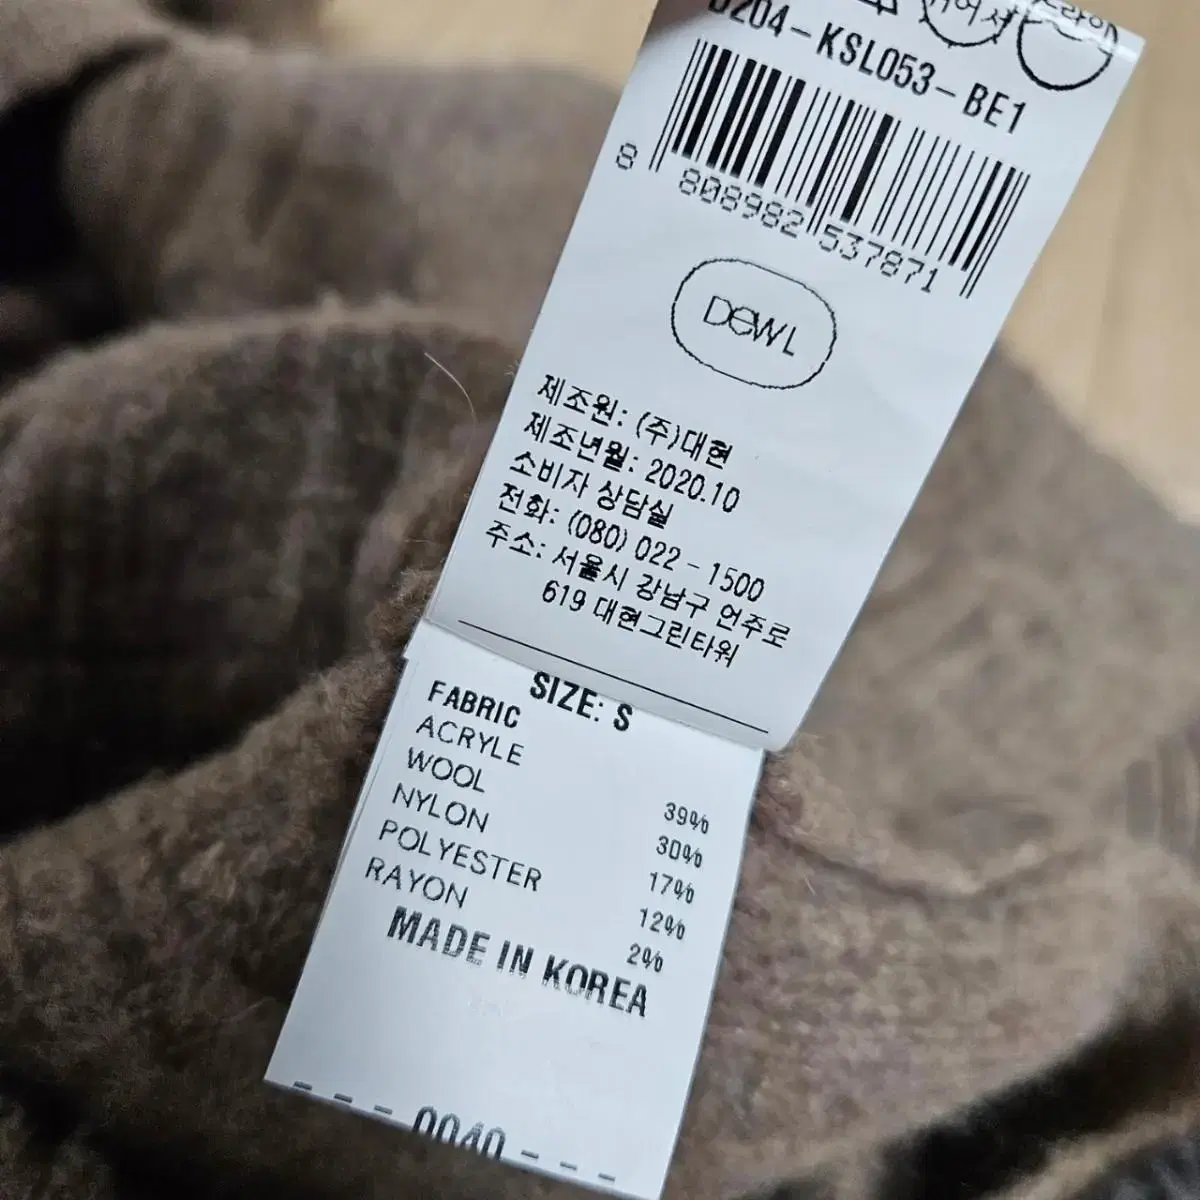 0204-KSL053-BE1
8 808982 537871
DEWL
제조원: (주)대현
제조년월: 2020.10
소비자 상담실
전화: (080) 022-1500
주소: 서울시 강남구 언주로
619 대현그린타워
SIZE: S
FABRIC
ACRYLE 39%
WOOL 30%
NYLON 17%
POLYESTER 12%
RAYON 2%
MADE IN KOREA
--- 0040 ---